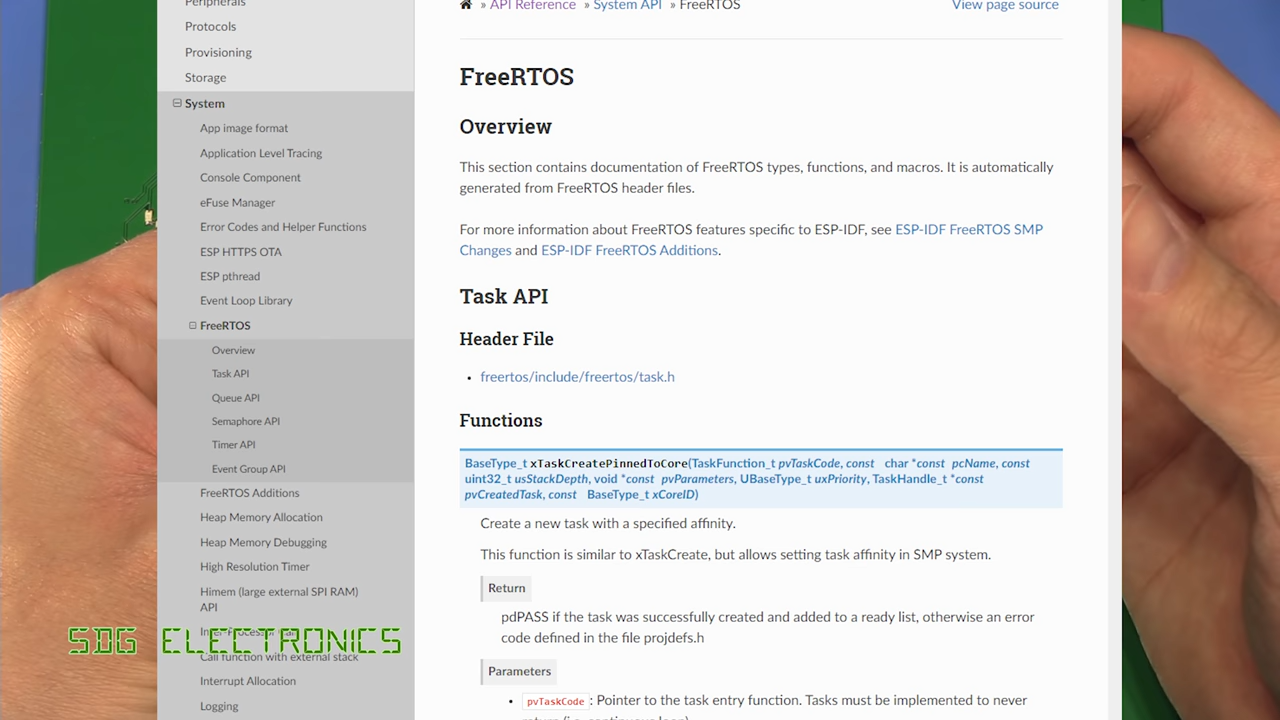 Peripherals
Protocols
Provisioning
Storage
System
App image format
Application Level Tracing
Console Component
eFuse Manager
Error Codes and Helper Functions
ESP HTTPS OTA
ESP pthread
Event Loop Library
FreeRTOS
Overview
Task API
Queue API
Semaphore API
Timer API
Event Group API
FreeRTOS Additions
Heap Memory Allocation
Heap Memory Debugging
High Resolution Timer
Himem (large external SPI RAM)
API
Call function with external stack
Interrupt Allocation
Logging
SDG ELECTRONICS
» API Reference » System API » FreeRTOS
View page source
FreeRTOS
Overview
This section contains documentation of FreeRTOS types, functions, and macros. It is automatically
generated from FreeRTOS header files.
For more information about FreeRTOS features specific to ESP-IDF, see ESP-IDF FreeRTOS SMP
Changes and ESP-IDF FreeRTOS Additions.
Task API
Header File
• freertos/include/freertos/task.h
Functions
BaseType_t xTaskCreatePinnedToCore(TaskFunction_t pvTaskCode, const char *const pcName, const
uint32_t usStackDepth, void *const pvParameters, UBaseType_t uxPriority, TaskHandle_t *const
pvCreatedTask, const BaseType_t xCoreID)
Create a new task with a specified affinity.
This function is similar to xTaskCreate, but allows setting task affinity in SMP system.
Return
pdPASS if the task was successfully created and added to a ready list, otherwise an error
code defined in the file projdefs.h
Parameters
• pvTaskCode : Pointer to the task entry function. Tasks must be implemented to never
return (i.e. continuous loop).